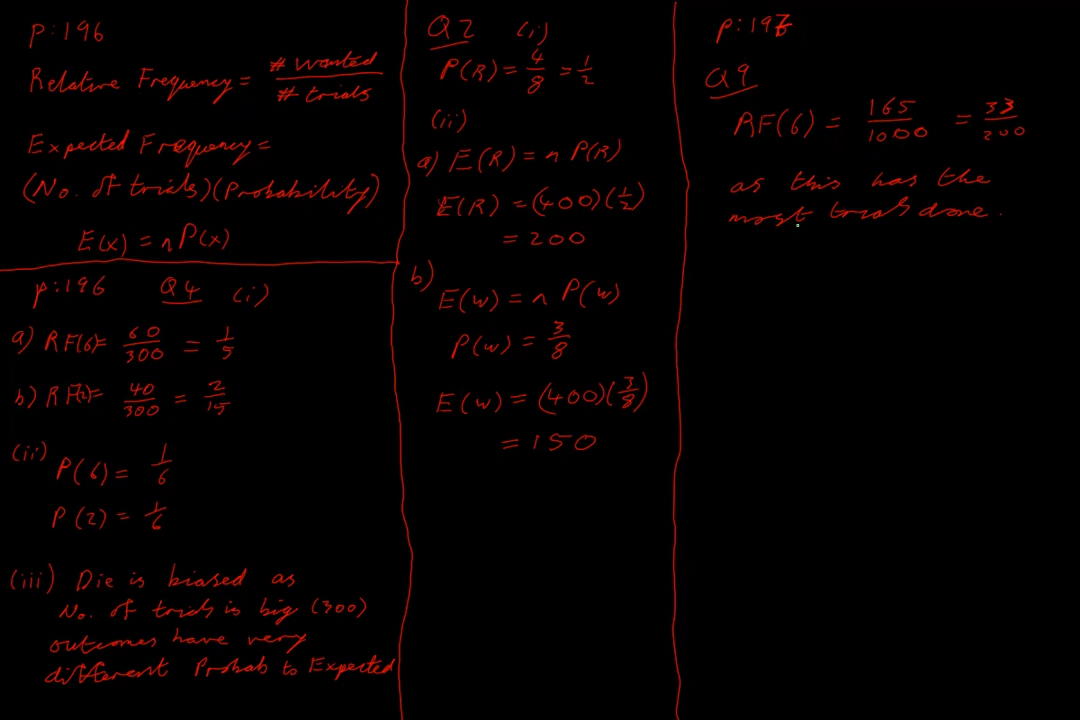 p:196
Relative Frequency = # wanted / # trials
Expected Frequency =
(No. of trials)(Probability)
E(x) = n P(x)
p:196 Q4 (i)
a) RF(6)= 60/300 = 1/5
b) RF(2)= 40/300 = 2/15
(ii) P(6) = 1/6
P(2) = 1/6
(iii) Die is biased as
No. of trials is big (300)
outcomes have very
different Probab to Expected
Q2 (i)
P(R) = 4/8 = 1/2
(ii)
a) E(R) = n P(R)
E(R) = (400)(1/2)
= 200
b)
E(w) = n P(w)
P(w) = 3/8
E(w) = (400)(3/8)
= 150
p:197
Q9
RF(6) = 165/1000 = 33/200
as this has the
most trials done.